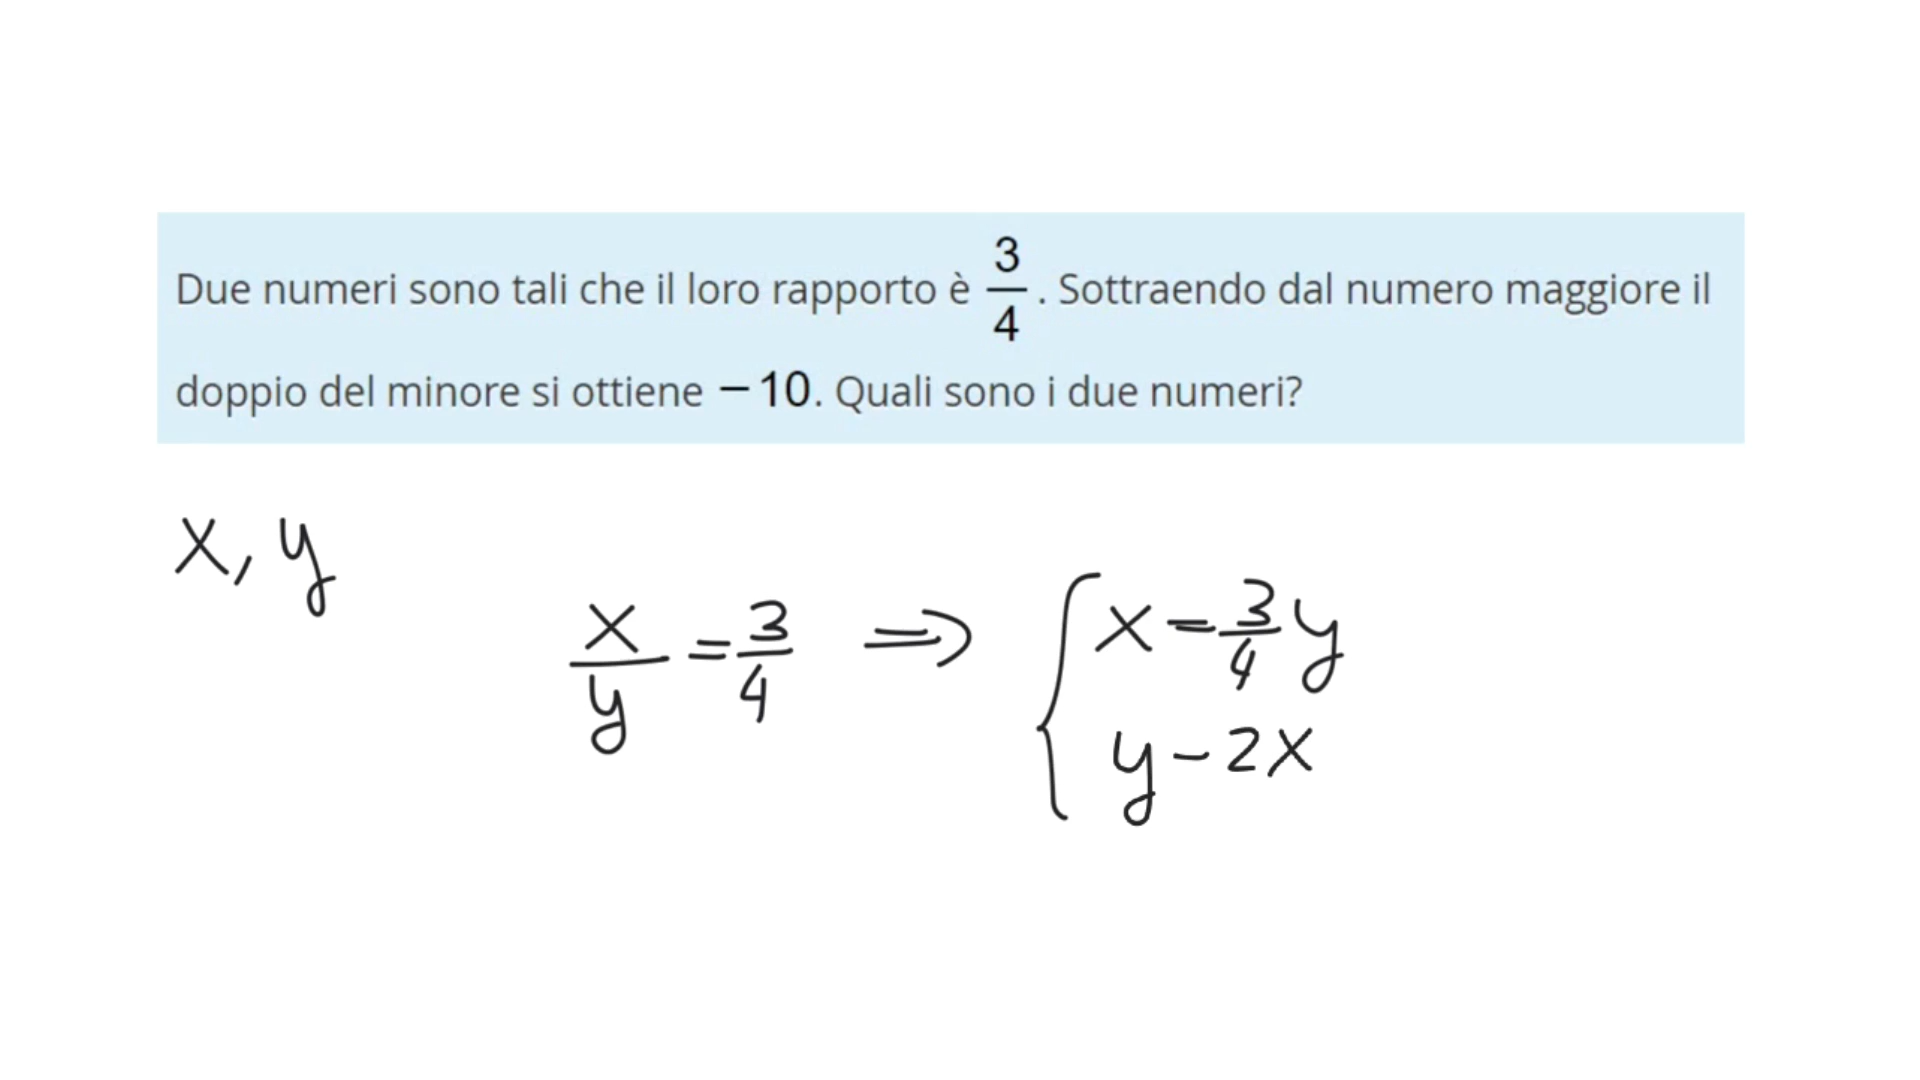 Due numeri sono tali che il loro rapporto è 3/4. Sottraendo dal numero maggiore il
doppio del minore si ottiene −10. Quali sono i due numeri?
x, y
x/y = 3/4 ⇒ { x = 3/4 y
y − 2x